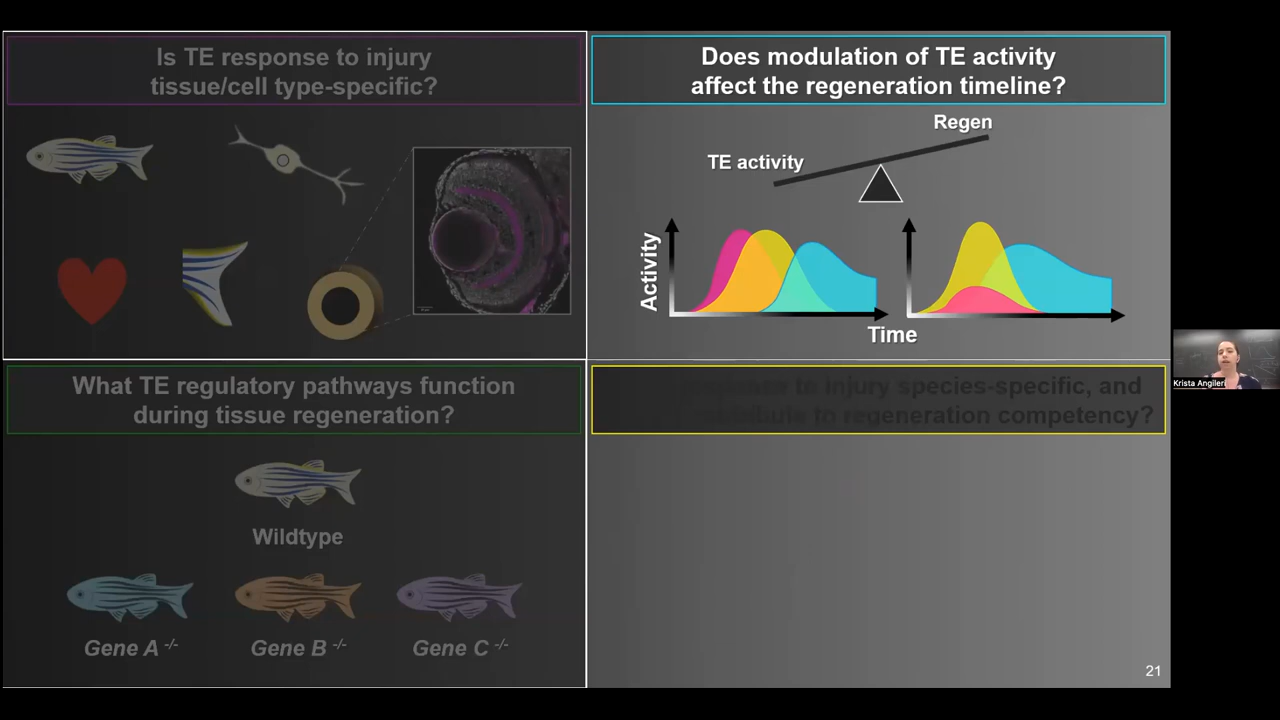 Is TE response to injury
tissue/cell type-specific?
Does modulation of TE activity
affect the regeneration timeline?
Regen
TE activity
Activity
Time
What TE regulatory pathways function
during tissue regeneration?
to injury species-specific, and
to regeneration competency?
Wildtype
Gene A -/-
Gene B -/-
Gene C -/-
21
Krista Angileri